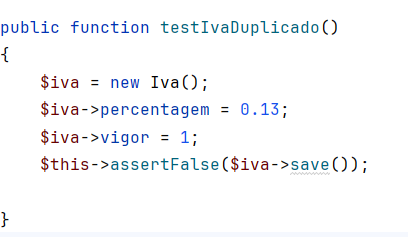 public function testIvaDuplicado()
{
    $iva = new Iva();
    $iva->percentagem = 0.13;
    $iva->vigor = 1;
    $this->assertFalse($iva->save());
}